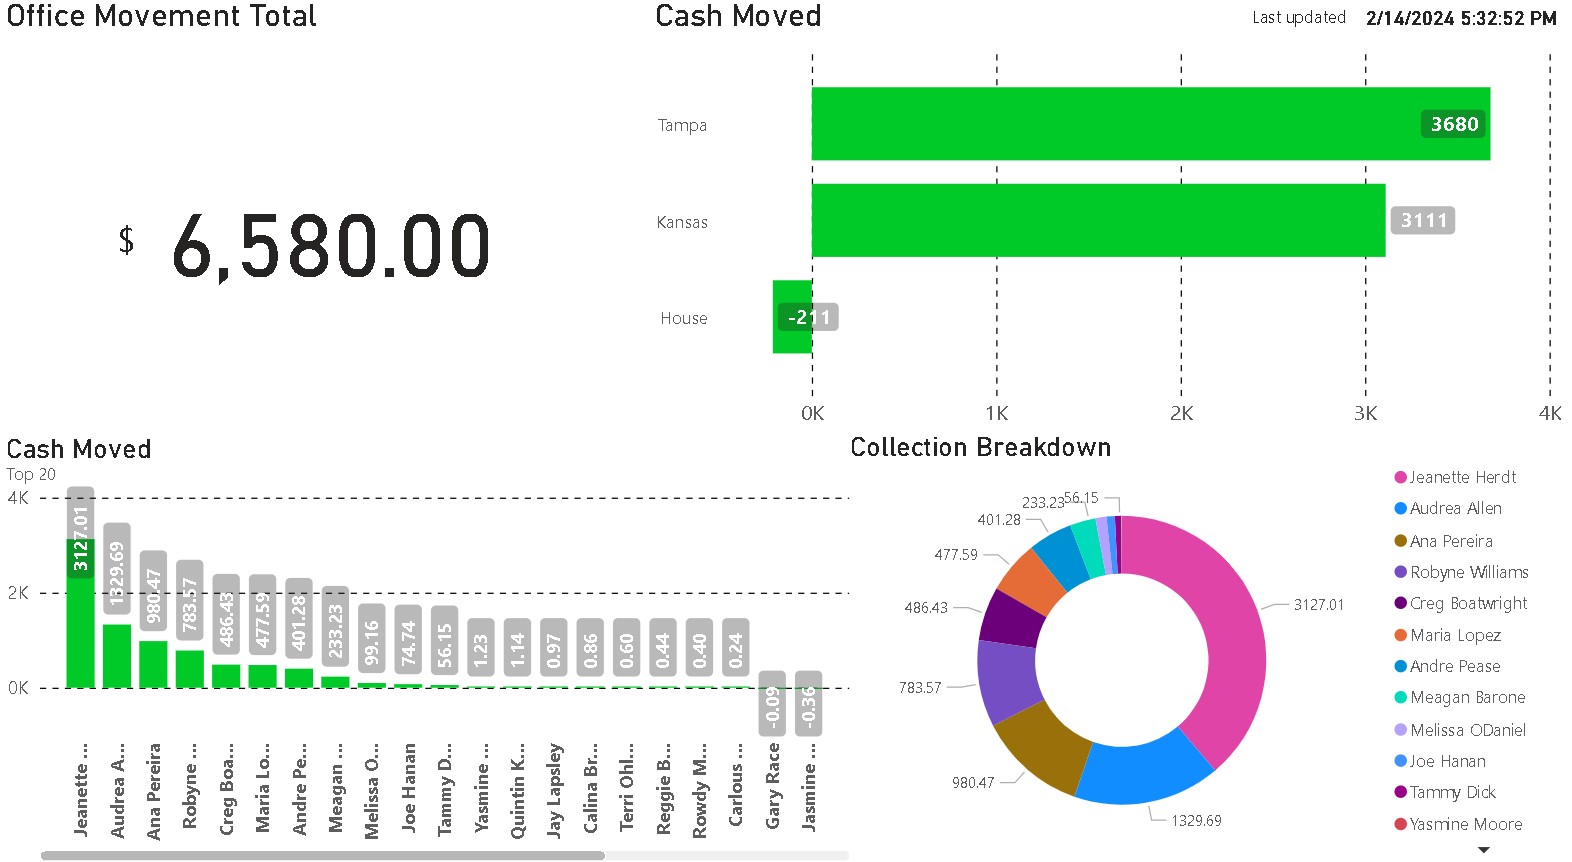 Office Movement Total
$ 6,580.00
Cash Moved
Last updated 2/14/2024 5:32:52 PM
Tampa
3680
Kansas
3111
House
-211
0K 1K 2K 3K 4K
Cash Moved
Top 20
4K
2K
0K
3127.01
1329.69
980.47
783.57
486.43
477.59
401.28
233.23
99.16
74.74
56.15
1.23
1.14
0.97
0.86
0.60
0.44
0.40
0.24
-0.09
-0.36
Jeanette ...
Audrea A...
Ana Pereira
Robyne ...
Creg Boa...
Maria Lo...
Andre Pe...
Meagan ...
Melissa O...
Joe Hanan
Tammy D...
Yasmine ...
Quintin K...
Jay Lapsley
Calina Br...
Terri Ohl...
Reggie B...
Rowdy M...
Carlous ...
Gary Race
Jasmine ...
Collection Breakdown
3127.01
1329.69
980.47
783.57
486.43
477.59
401.28
233.23
56.15
Jeanette Herdt
Audrea Allen
Ana Pereira
Robyne Williams
Creg Boatwright
Maria Lopez
Andre Pease
Meagan Barone
Melissa ODaniel
Joe Hanan
Tammy Dick
Yasmine Moore